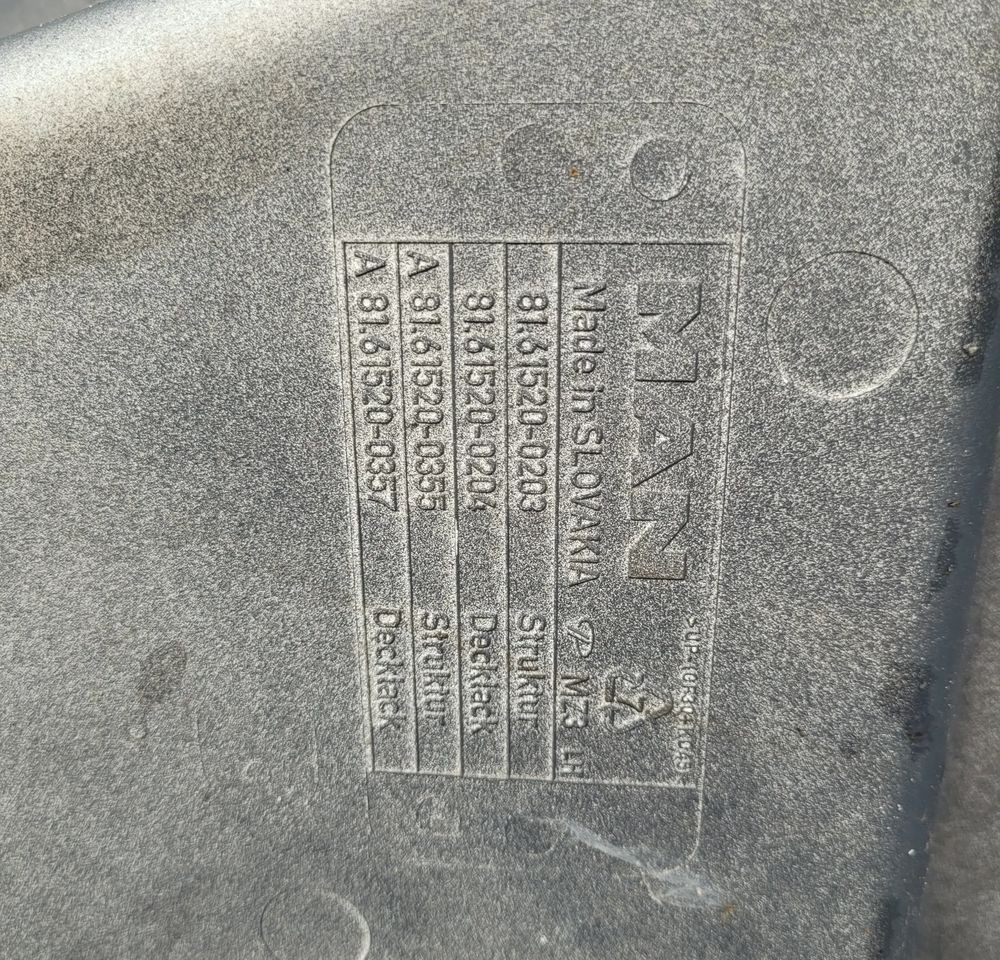 MAN
Made in SLOVAKIA MZ3 LH
81.61520-0203 Struktur
81.61520-0204 Decklack
A 81.61520-0355 Struktur
A 81.61520-0357 Decklack